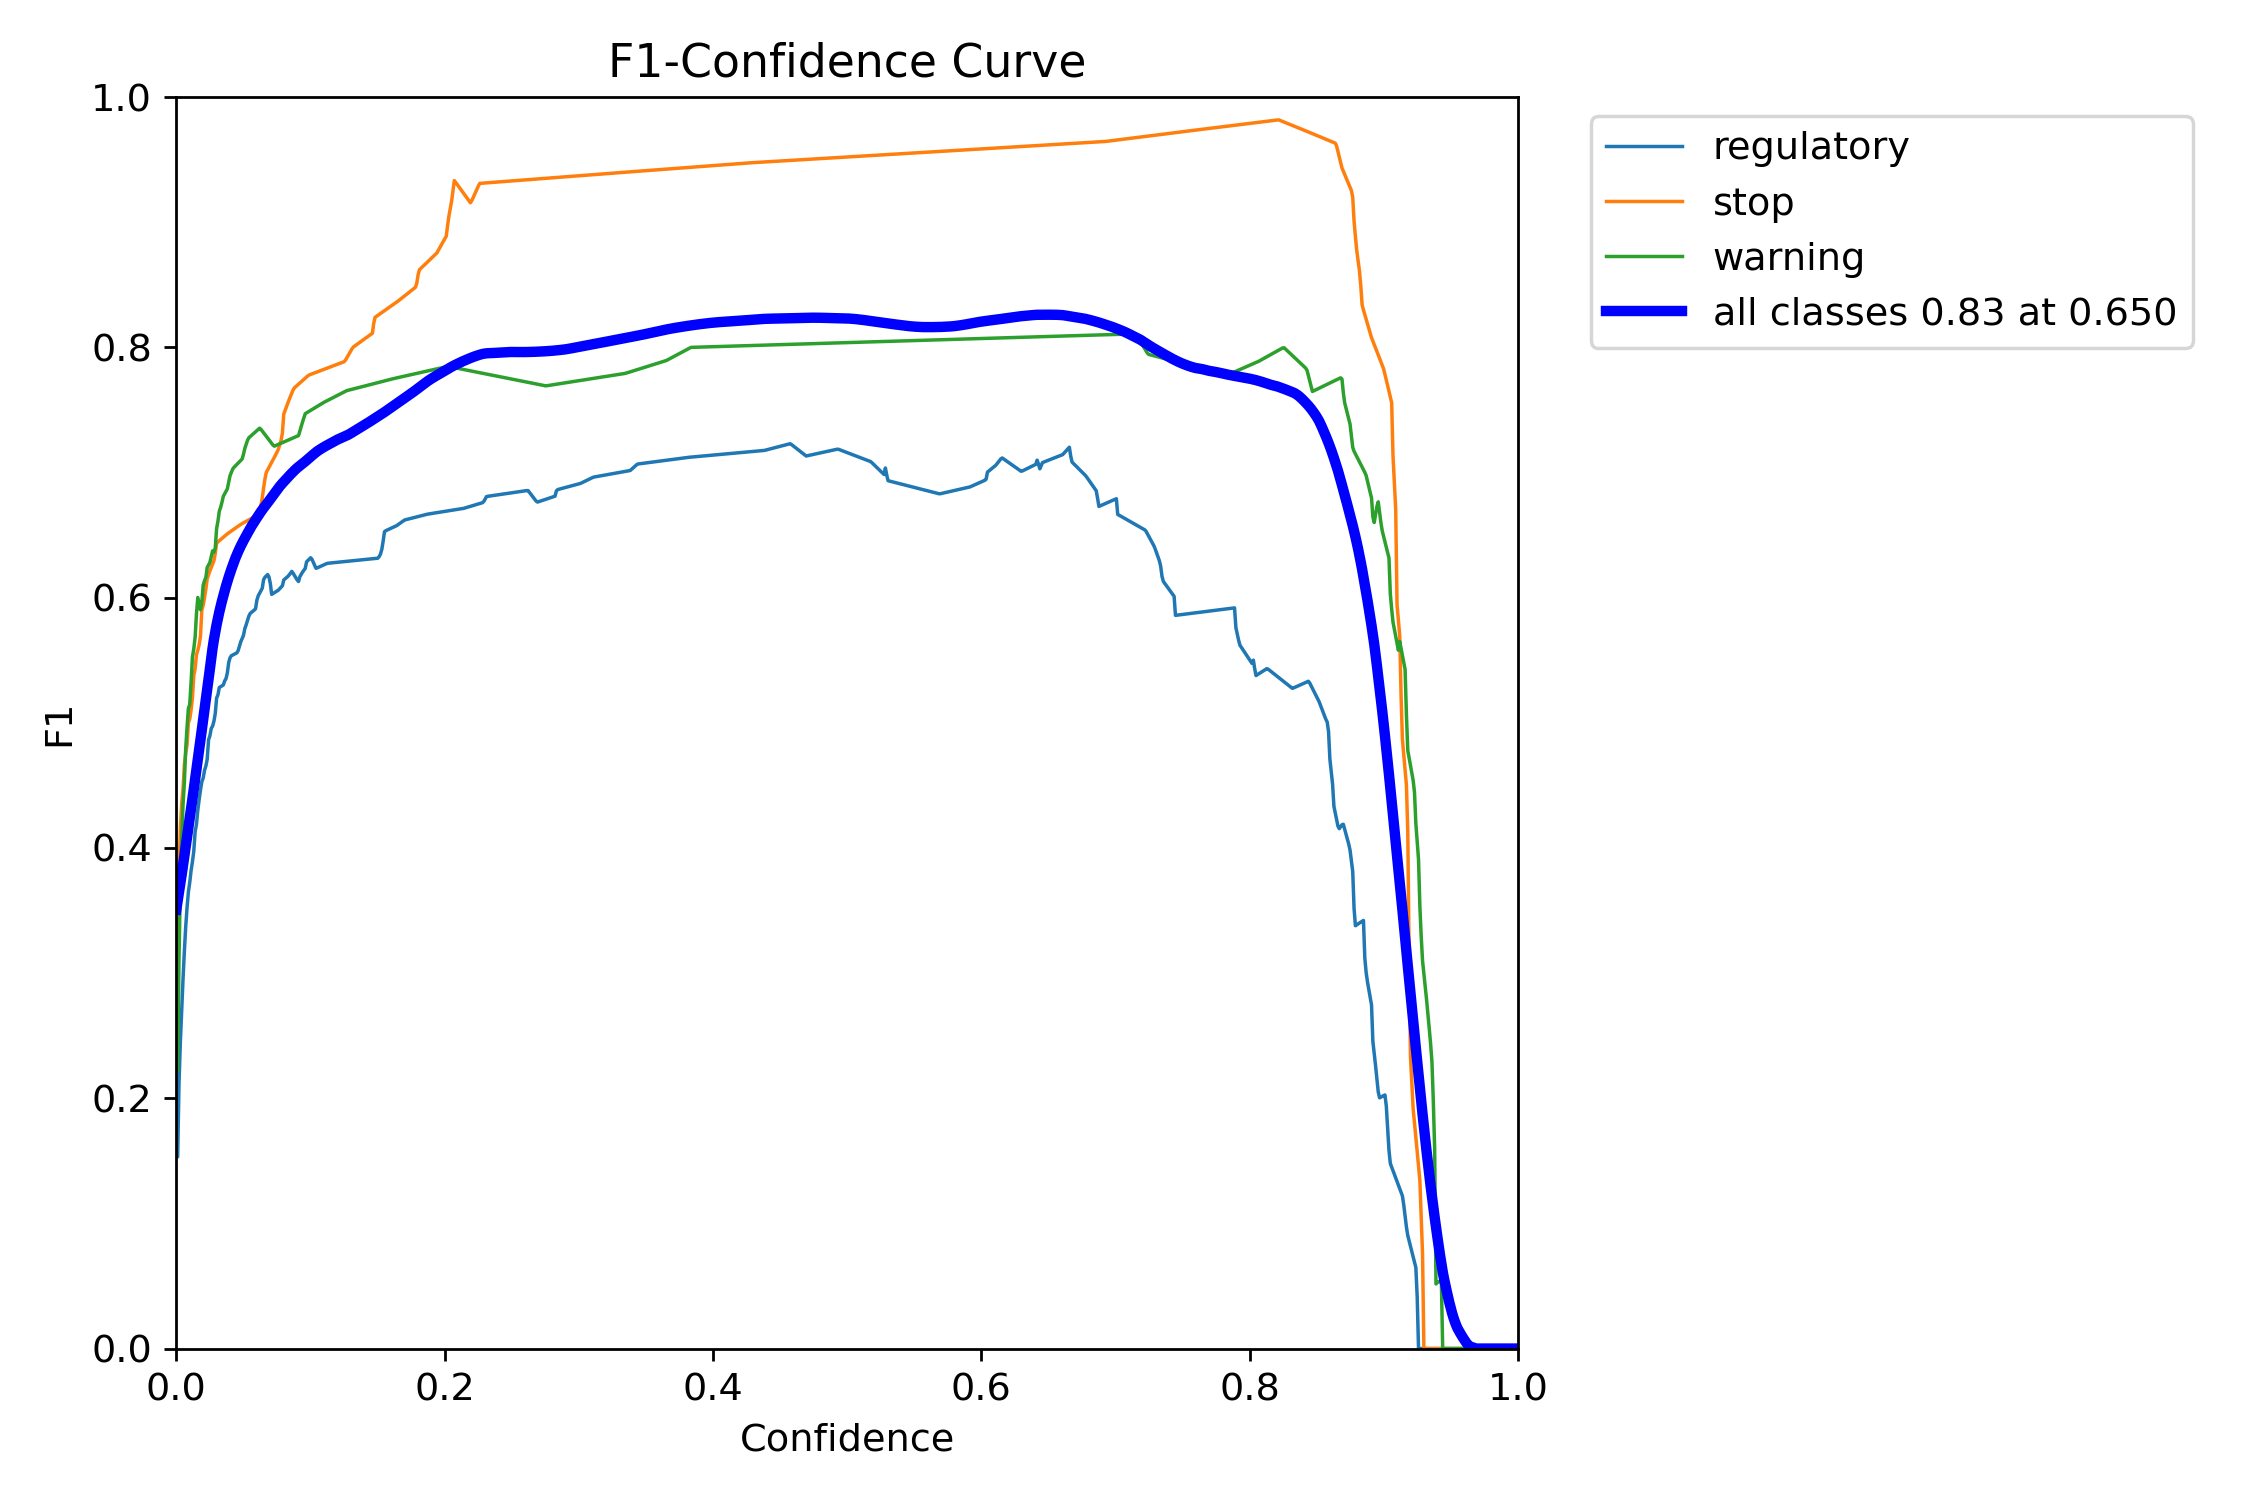 F1-Confidence Curve
1.0
0.8
0.6
0.4
0.2
0.0
F1
0.0 0.2 0.4 0.6 0.8 1.0
Confidence
regulatory
stop
warning
all classes 0.83 at 0.650